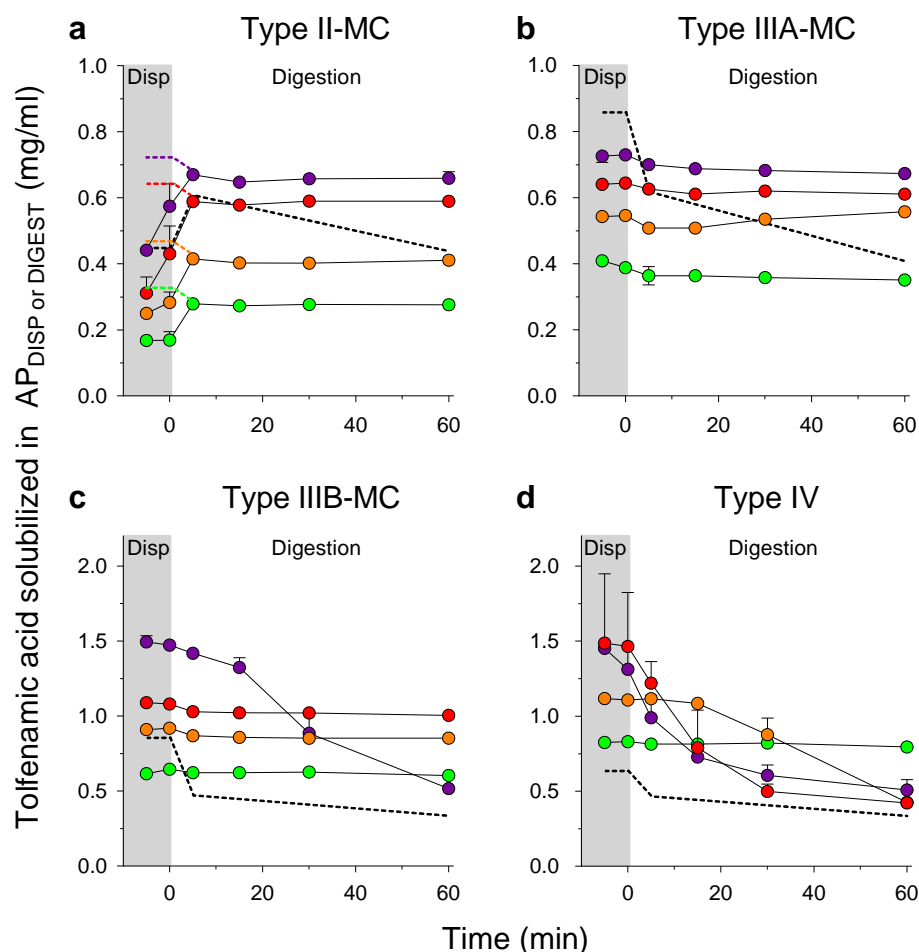 a Type II-MC
b Type IIIA-MC
Disp Digestion
1.0
0.8
0.6
0.4
0.2
0.0
0 20 40 60
1.0
0.8
0.6
0.4
0.2
0.0
0 20 40 60
c Type IIIB-MC
d Type IV
Disp Digestion
2.0
1.5
1.0
0.5
0.0
0 20 40 60
Disp Digestion
2.0
1.5
1.0
0.5
0.0
0 20 40 60
Disp Digestion
Tolfenamic acid solubilized in AP DISP or DIGEST (mg/ml)
Time (min)